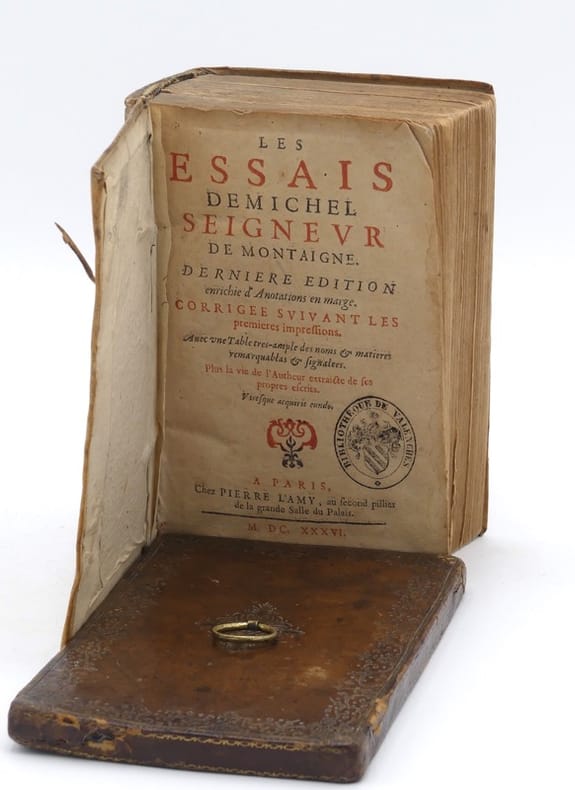 LES
ESSAIS
DE MICHEL
SEIGNEVR
DE MONTAIGNE.
DERNIERE EDITION
enrichie d'Anotations en marge.
CORRIGEE SVIVANT LES
premieres impreſſions.
Auec vne Table tres-ample des noms & matieres
remarquables & ſignalees.
Plus la vie de l'Autheur extraicte de ſes
propres eſcrits.
Vireſque acquirit eundo.
BIBLIOTHEQUE DE VALENGHES
A PARIS,
Chez PIERRE L'AMY, au ſecond pillier
de la grande Salle du Palais.
M. DC. XXXVI.